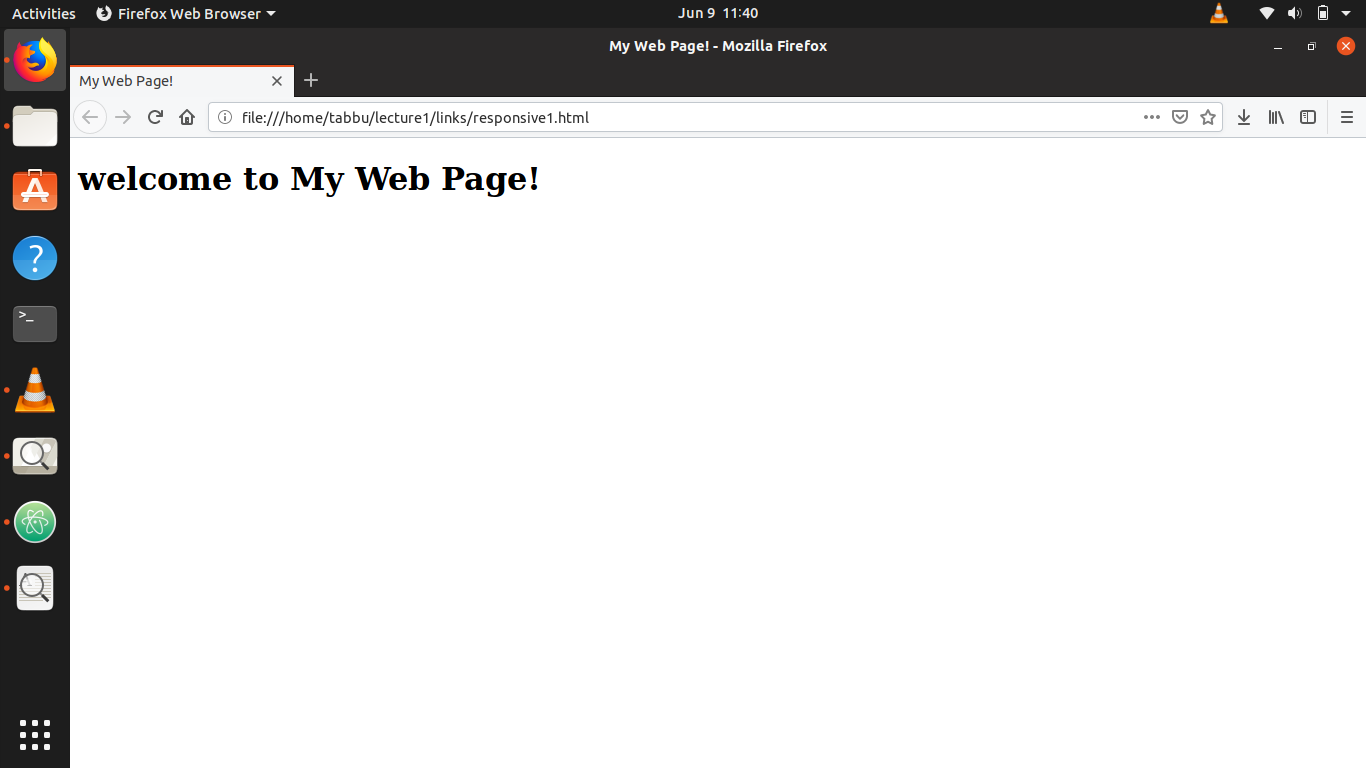 Activities
Firefox Web Browser
Jun 9 11:40
My Web Page! - Mozilla Firefox
My Web Page!
file:///home/tabbu/lecture1/links/responsive1.html
welcome to My Web Page!
?
>_